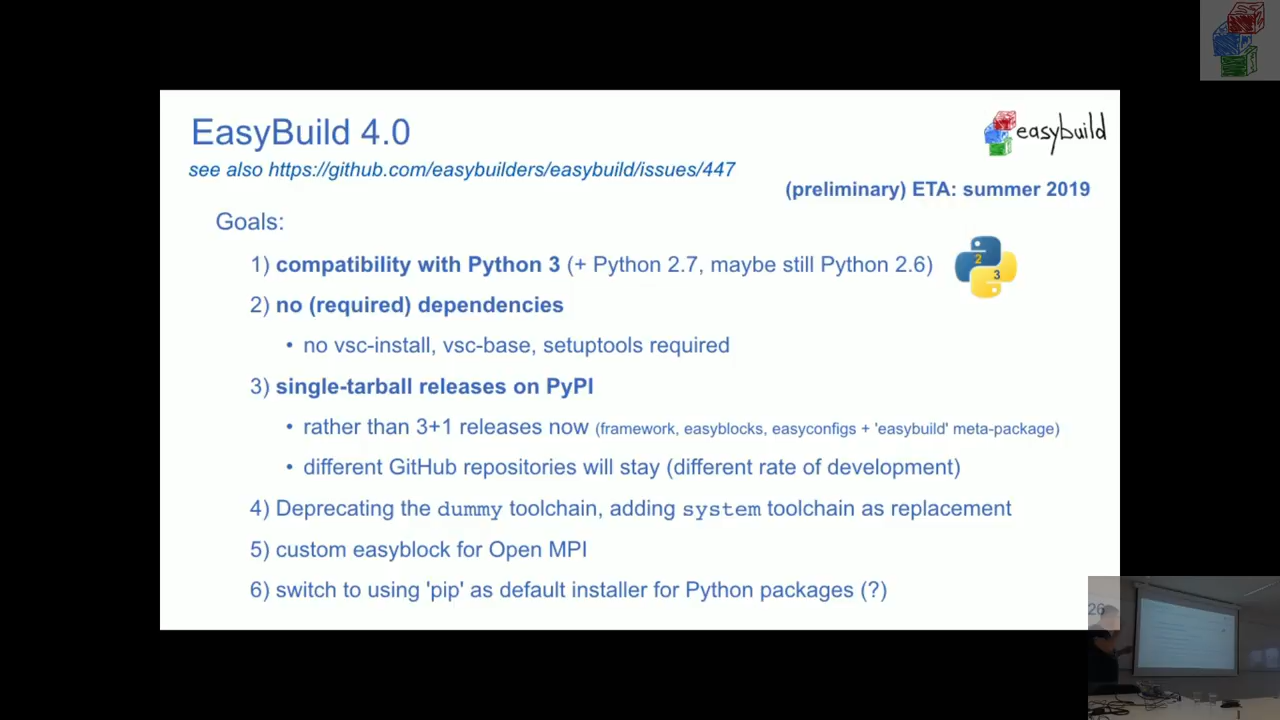 EasyBuild 4.0
easybuild
see also https://github.com/easybuilders/easybuild/issues/447
(preliminary) ETA: summer 2019
Goals:
1) compatibility with Python 3 (+ Python 2.7, maybe still Python 2.6)
2
3
2) no (required) dependencies
• no vsc-install, vsc-base, setuptools required
3) single-tarball releases on PyPI
• rather than 3+1 releases now (framework, easyblocks, easyconfigs + 'easybuild' meta-package)
• different GitHub repositories will stay (different rate of development)
4) Deprecating the dummy toolchain, adding system toolchain as replacement
5) custom easyblock for Open MPI
6) switch to using 'pip' as default installer for Python packages (?)
26